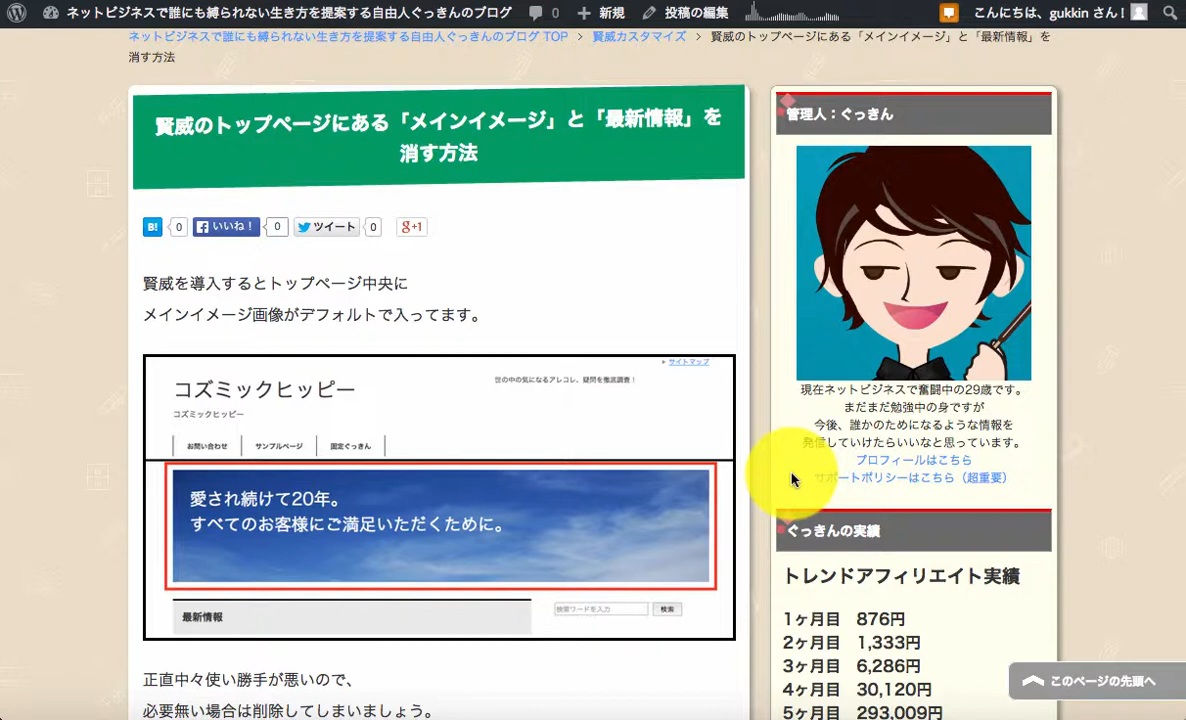 ネットビジネスで誰にも縛られない生き方を提案する自由人ぐっきんのブログ 0 新規 投稿の編集 こんにちは、gukkin さん！
ネットビジネスで誰にも縛られない生き方を提案する自由人ぐっきんのブログ TOP > 賢威カスタマイズ > 賢威のトップページにある「メインイメージ」と「最新情報」を
消す方法
賢威のトップページにある「メインイメージ」と「最新情報」を
消す方法
B! 0 いいね！ 0 ツイート 0 g+1
賢威を導入するとトップページ中央に
メインイメージ画像がデフォルトで入ってます。
サイトマップ
コズミックヒッピー
世の中の気になるアレコレ、疑問を徹底調査！
コズミックヒッピー
お問い合わせ サンプルページ 固定ぐっきん
愛され続けて20年。
すべてのお客様にご満足いただくために。
最新情報
検索ワードを入力 検索
正直中々使い勝手が悪いので、
必要無い場合は削除してしまいましょう。
管理人：ぐっきん
現在ネットビジネスで奮闘中の29歳です。
まだまだ勉強中の身ですが
今後、誰かのためになるような情報を
発信していけたらいいなと思っています。
プロフィールはこちら
サポートポリシーはこちら（超重要）
ぐっきんの実績
トレンドアフィリエイト実績
1ヶ月目 876円
2ヶ月目 1,333円
3ヶ月目 6,286円
4ヶ月目 30,120円
5ヶ月目 293,009円
このページの先頭へ